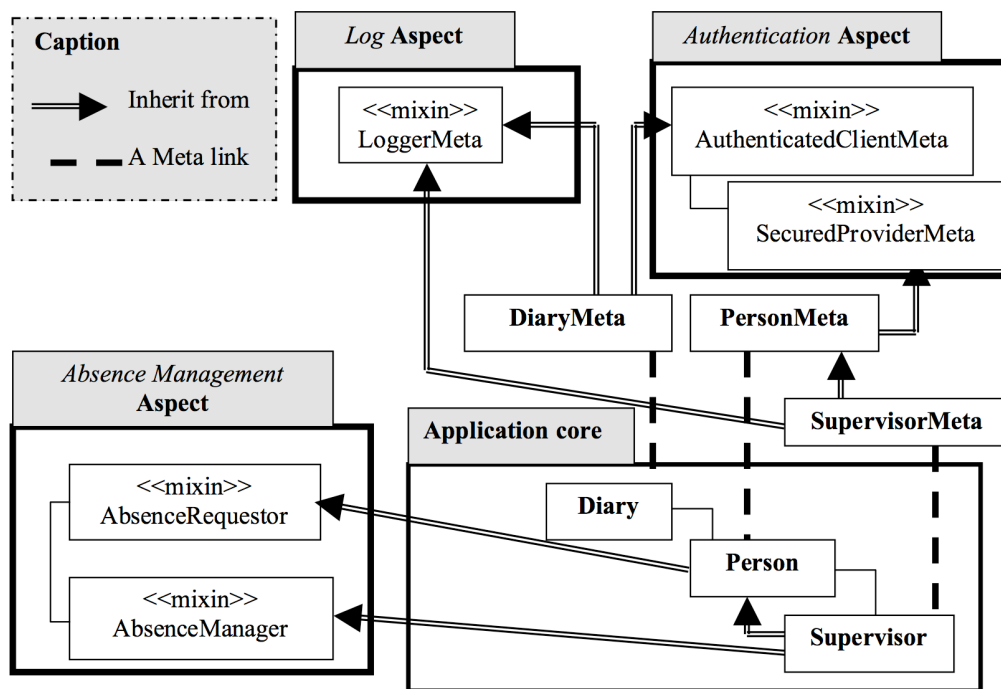 Caption
Inherit from
A Meta link
Log Aspect
<<mixin>>
LoggerMeta
Authentication Aspect
<<mixin>>
AuthenticatedClientMeta
<<mixin>>
SecuredProviderMeta
DiaryMeta
PersonMeta
SupervisorMeta
Absence Management
Aspect
<<mixin>>
AbsenceRequestor
<<mixin>>
AbsenceManager
Application core
Diary
Person
Supervisor